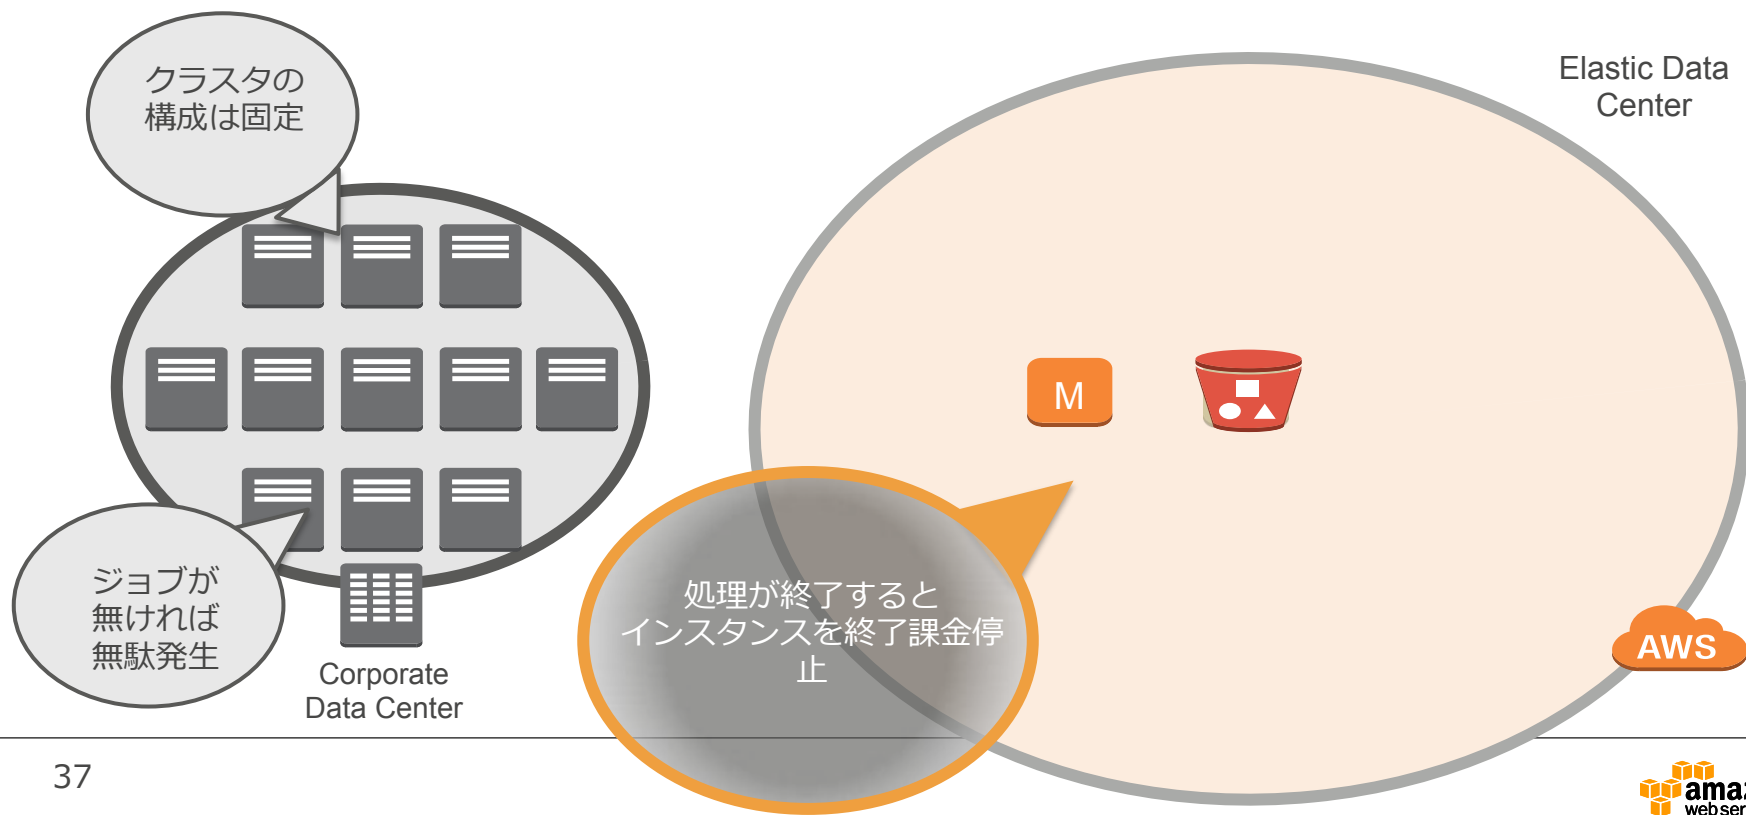 クラスタの
構成は固定
Elastic Data
Center
M
ジョブが
無ければ
無駄発生
処理が終了すると
インスタンスを終了課金停
止
AWS
Corporate
Data Center
37